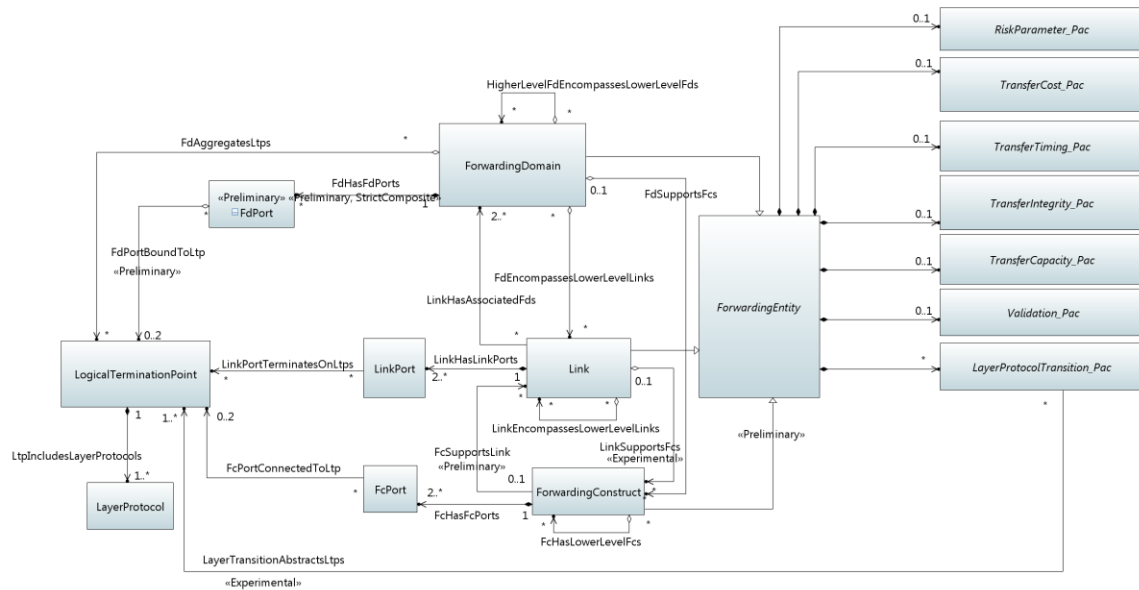 0..1
RiskParameter_Pac
0..1
TransferCost_Pac
HigherLevelFdEncompassesLowerLevelFds
* *
FdAggregatesLtps
*
ForwardingDomain
0..1
TransferTiming_Pac
FdHasFdPorts
0..1
FdSupportsFcs
«Preliminary» «Preliminary, StrictComposite»
* * 1
FdPort
2..* *
0..1
TransferIntegrity_Pac
FdPortBoundToLtp
«Preliminary»
0..1
TransferCapacity_Pac
FdEncompassesLowerLevelLinks
LinkHasAssociatedFds
ForwardingEntity
0..1
Validation_Pac
* 0..2
* *
LogicalTerminationPoint
LinkPortTerminatesOnLtps
LinkPort
LinkHasLinkPorts
Link
*
LayerProtocolTransition_Pac
* * 2..* 1
0..1
*
*
* *
1 1..* 0..2
LinkEncompassesLowerLevelLinks
«Preliminary»
LtpIncludesLayerProtocols
FcPortConnectedToLtp
FcSupportsLink
«Preliminary»
LinkSupportsFcs
«Experimental»
1..*
*
FcPort
2..*
0..1
ForwardingConstruct
* *
LayerProtocol
FcHasFcPorts
1 * * *
FcHasLowerLevelFcs
LayerTransitionAbstractsLtps
«Experimental»